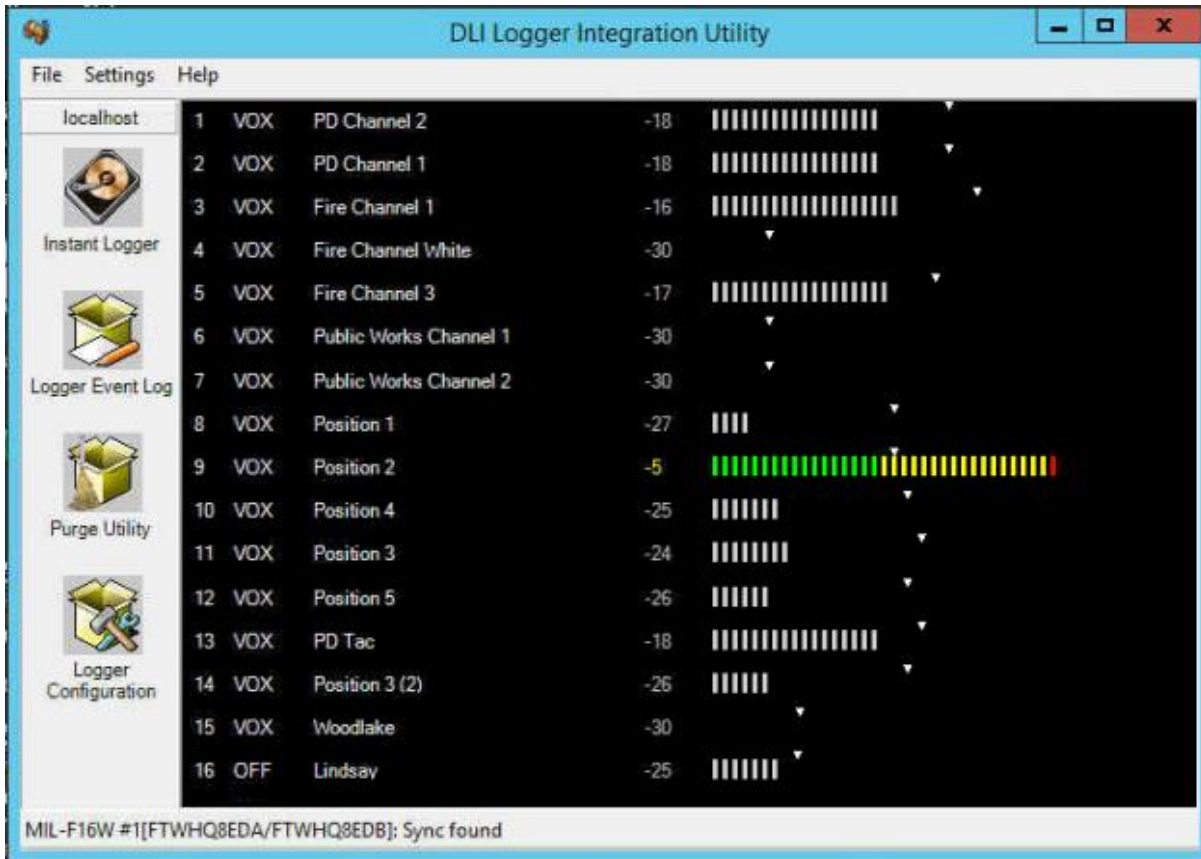 DLI Logger Integration Utility
File Settings Help
localhost
Instant Logger
Logger Event Log
Purge Utility
Logger
Configuration
1 VOX PD Channel 2 -18
2 VOX PD Channel 1 -18
3 VOX Fire Channel 1 -16
4 VOX Fire Channel White -30
5 VOX Fire Channel 3 -17
6 VOX Public Works Channel 1 -30
7 VOX Public Works Channel 2 -30
8 VOX Position 1 -27
9 VOX Position 2 -5
10 VOX Position 4 -25
11 VOX Position 3 -24
12 VOX Position 5 -26
13 VOX PD Tac -18
14 VOX Position 3 (2) -26
15 VOX Woodlake -30
16 OFF Lindsay -25
MIL-F16W #1[FTWHQ8EDA/FTWHQ8EDB]: Sync found